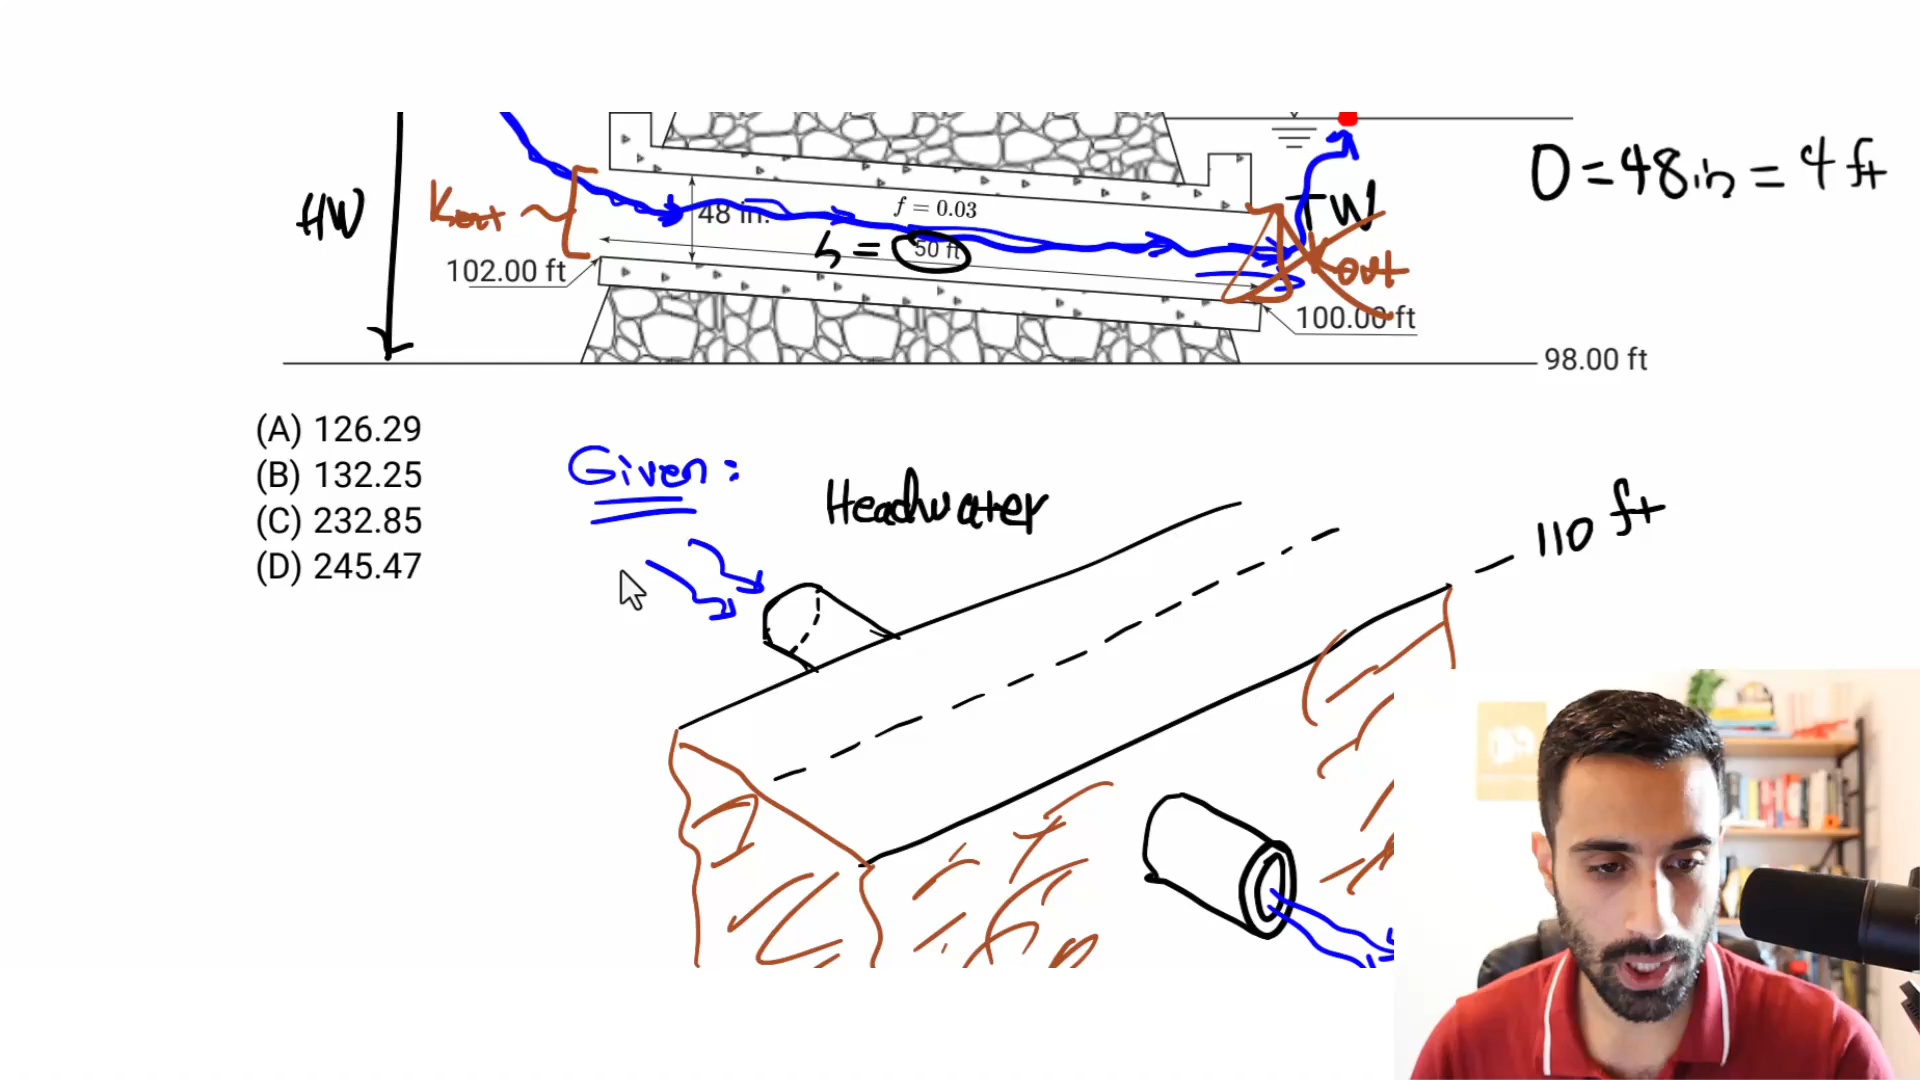 D = 48 in = 4 ft
HW
Kent
48 in.
f = 0.03
TW
L = 50 ft
Kout
102.00 ft
100.00 ft
98.00 ft
(A) 126.29
(B) 132.25
(C) 232.85
(D) 245.47
Given:
Headwater
110 ft